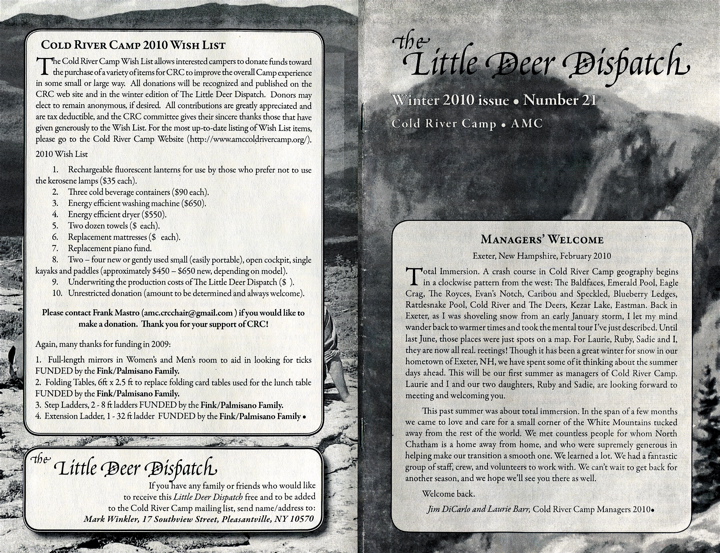 COLD RIVER CAMP 2010 WISH LIST
The Cold River Camp Wish List allows interested campers to donate funds toward
the purchase of a variety of items for CRC to improve the overall Camp experience
in some small or large way. All donations will be recognized and published on the
CRC web site and in the winter edition of The Little Deer Dispatch. Donors may
elect to remain anonymous, if desired. All contributions are greatly appreciated and
are tax deductible, and the CRC committee gives their sincere thanks those that have
given generously to the Wish List. For the most up-to-date listing of Wish List items,
please go to the Cold River Camp Website (http://www.amccoldrivercamp.org/).
2010 Wish List
1. Rechargeable fluorescent lanterns for use by those who prefer not to use
the kerosene lamps ($35 each).
2. Three cold beverage containers ($90 each).
3. Energy efficient washing machine ($650).
4. Energy efficient dryer ($550).
5. Two dozen towels ($ each).
6. Replacement mattresses ($ each).
7. Replacement piano fund.
8. Two – four new or gently used small (easily portable), open cockpit, single
kayaks and paddles (approximately $450 – $650 new, depending on model).
9. Underwriting the production costs of The Little Deer Dispatch ($ ).
10. Unrestricted donation (amount to be determined and always welcome).
Please contact Frank Mastro (amc.crcchair@gmail.com ) if you would like to
make a donation. Thank you for your support of CRC!
Again, many thanks for funding in 2009:
1. Full-length mirrors in Women's and Men's room to aid in looking for ticks
FUNDED by the Fink/Palmisano Family.
2. Folding Tables, 6ft x 2.5 ft to replace folding card tables used for the lunch table
FUNDED by the Fink/Palmisano Family.
3. Step Ladders, 2 - 8 ft ladders FUNDED by the Fink/Palmisano Family.
4. Extension Ladder, 1 - 32 ft ladder FUNDED by the Fink/Palmisano Family •
the Little Deer Dispatch
If you have any family or friends who would like
to receive this Little Deer Dispatch free and to be added
to the Cold River Camp mailing list, send name/address to:
Mark Winkler, 17 Southview Street, Pleasantville, NY 10570
the
Little Deer Dispatch
Winter 2010 issue • Number 21
Cold River Camp • AMC
MANAGERS' WELCOME
Exeter, New Hampshire, February 2010
Total Immersion. A crash course in Cold River Camp geography begins
in a clockwise pattern from the west: The Baldfaces, Emerald Pool, Eagle
Crag, The Royces, Evan's Notch, Caribou and Speckled, Blueberry Ledges,
Rattlesnake Pool, Cold River and The Deers, Kezar Lake, Eastman. Back in
Exeter, as I was shoveling snow from an early January storm, I let my mind
wander back to warmer times and took the mental tour I've just described. Until
last June, those places were just spots on a map. For Laurie, Ruby, Sadie and I,
they are now all real. reetings! Though it has been a great winter for snow in our
hometown of Exeter, NH, we have spent some of it thinking about the summer
days ahead. This will be our first summer as managers of Cold River Camp.
Laurie and I and our two daughters, Ruby and Sadie, are looking forward to
meeting and welcoming you.
This past summer was about total immersion. In the span of a few months
we came to love and care for a small corner of the White Mountains tucked
away from the rest of the world. We met countless people for whom North
Chatham is a home away from home, and who were supremely generous in
helping make our transition a smooth one. We learned a lot. We had a fantastic
group of staff, crew, and volunteers to work with. We can't wait to get back for
another season, and we hope we'll see you there as well.
Welcome back.
Jim DiCarlo and Laurie Barr, Cold River Camp Managers 2010•